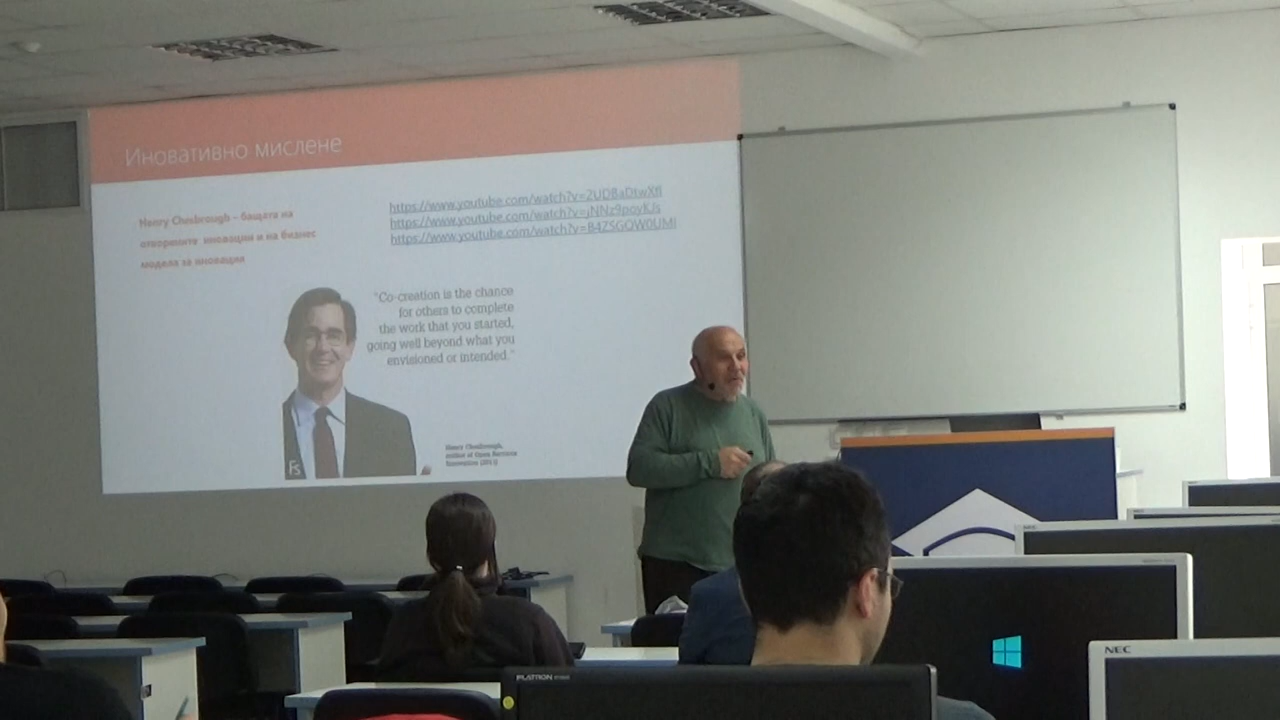 Иновативно мислене
Henry Chesbrough – бащата на
отворените иновации и на бизнес
модела за иновация
https://www.youtube.com/watch?v=2UDBaDtwXfI
https://www.youtube.com/watch?v=jNNz9poyKJs
https://www.youtube.com/watch?v=B4ZSGQW0UMI
"Co-creation is the chance
for others to complete
the work that you started,
going well beyond what you
envisioned or intended."
Henry Chesbrough,
author of Open Services
Innovation (2011)
Fs
NEC
PLATRON